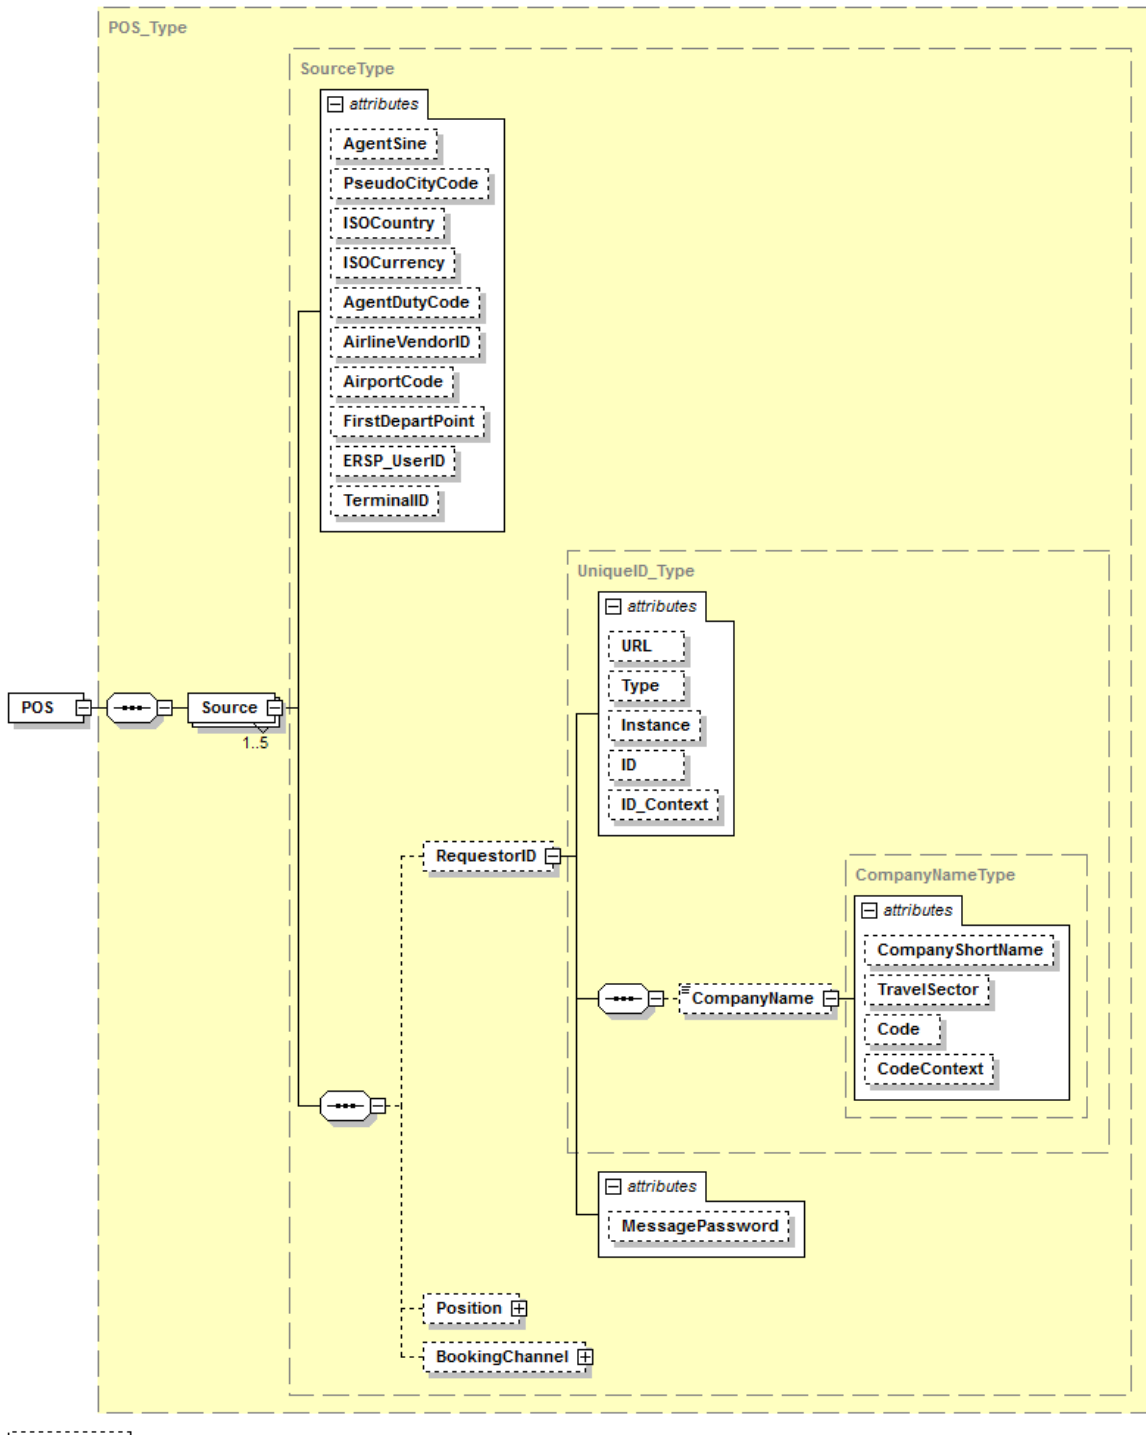 POS_Type
SourceType
attributes
AgentSine
PseudoCityCode
ISOCountry
ISOCurrency
AgentDutyCode
AirlineVendorID
AirportCode
FirstDepartPoint
ERSP_UserID
TerminalID
UniqueID_Type
attributes
URL
Type
Instance
ID
ID_Context
POS
Source
1..5
RequestorID
CompanyNameType
attributes
CompanyShortName
TravelSector
Code
CodeContext
CompanyName
attributes
MessagePassword
Position
BookingChannel